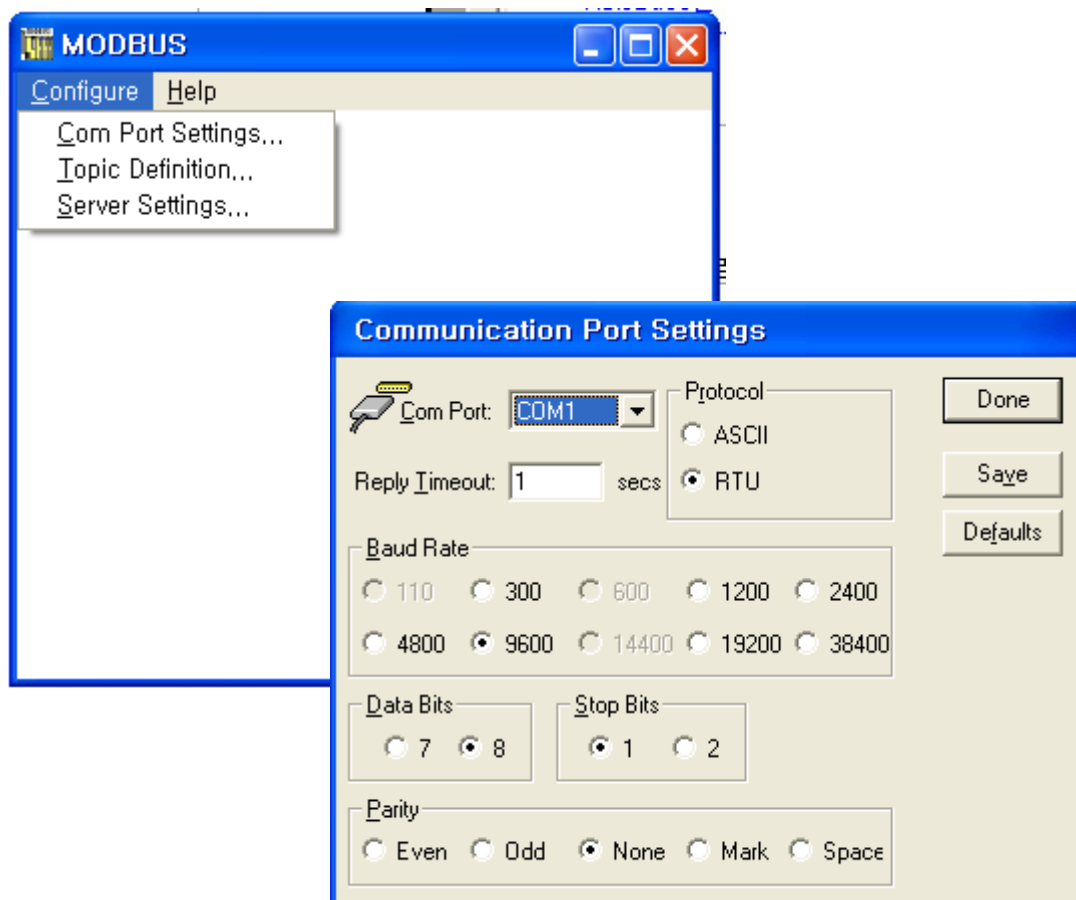 MODBUS
Configure Help
Com Port Settings...
Topic Definition...
Server Settings...
Communication Port Settings
Com Port: COM1
Protocol
ASCII
RTU
Reply Timeout: 1 secs
Done
Save
Defaults
Baud Rate
110 300 600 1200 2400
4800 9600 14400 19200 38400
Data Bits
7 8
Stop Bits
1 2
Parity
Even Odd None Mark Space